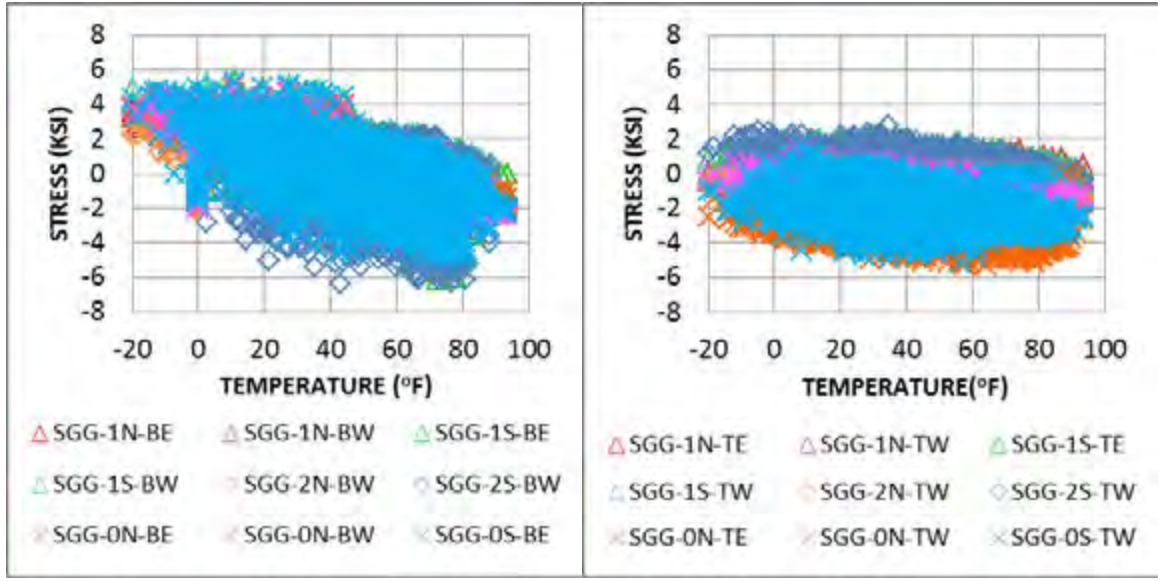 8
6
4
2
0
-2
-4
-6
-8
STRESS (KSI)
-20 0 20 40 60 80 100
TEMPERATURE (ºF)
SGG-1N-BE SGG-1N-BW SGG-1S-BE
SGG-1S-BW SGG-2N-BW SGG-2S-BW
SGG-0N-BE SGG-0N-BW SGG-0S-BE
8
6
4
2
0
-2
-4
-6
-8
STRESS (KSI)
-20 0 20 40 60 80 100
TEMPERATURE(ºF)
SGG-1N-TE SGG-1N-TW SGG-1S-TE
SGG-1S-TW SGG-2N-TW SGG-2S-TW
SGG-0N-TE SGG-0N-TW SGG-0S-TW